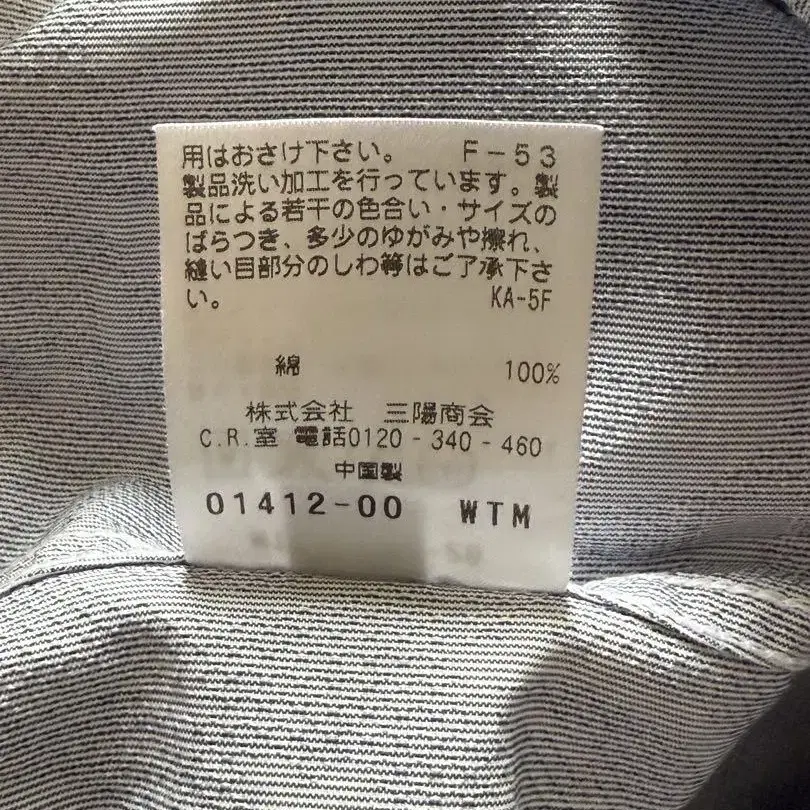 用はおさけ下さい。 F-53
製品洗い加工を行っています。製
品による若干の色合い・サイズの
ばらつき、多少のゆがみや擦れ、
縫い目部分のしわ等はご了承下さ
い。 KA-5F
綿 100%
株式会社 三陽商会
C.R.室 電話0120-340-460
中国製
01412-00 WTM